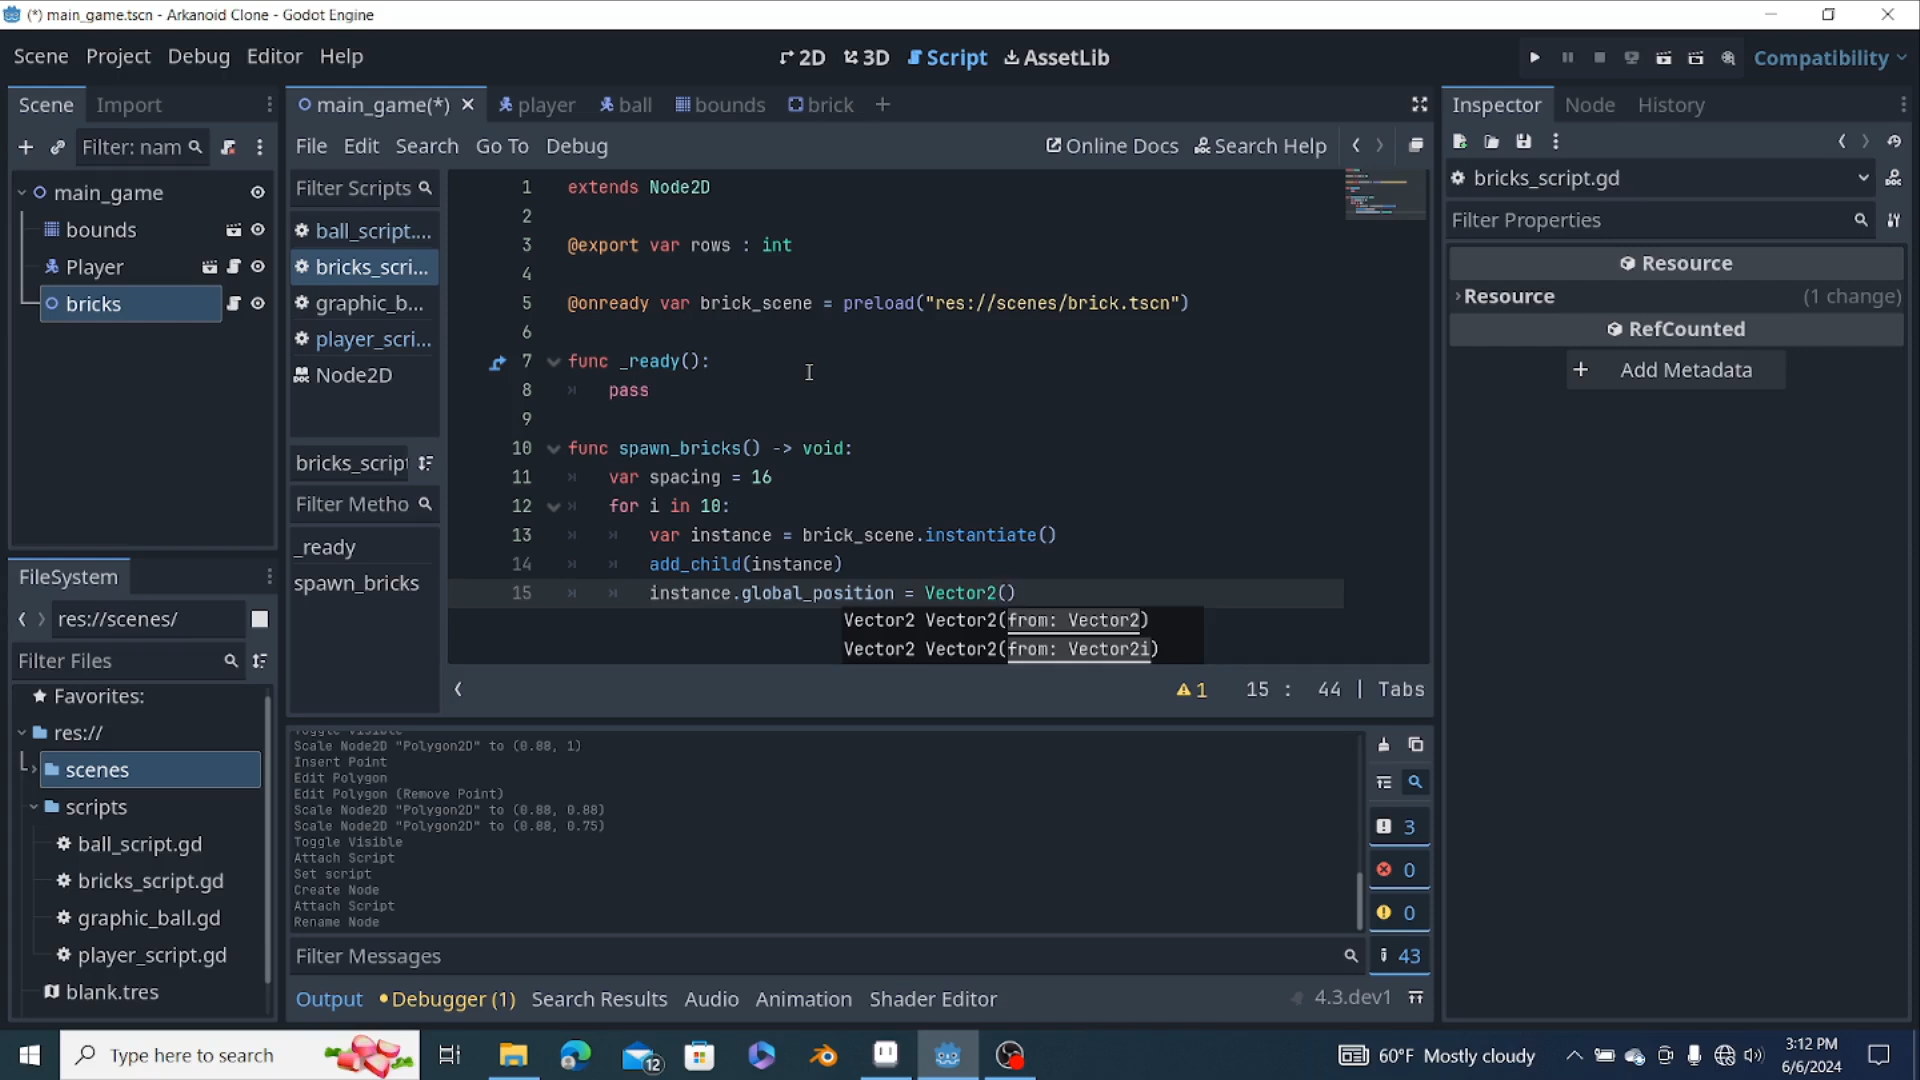 (*) main_game.tscn - Arkanoid Clone - Godot Engine
Scene Project Debug Editor Help
2D 3D Script AssetLib
Compatibility
Scene Import
main_game(*) player ball bounds brick
Inspector Node History
Filter: nam
File Edit Search Go To Debug
Online Docs Search Help
bricks_script.gd
Filter Properties
Resource
Resource (1 change)
RefCounted
Add Metadata
main_game
bounds
Player
bricks
Filter Scripts
ball_script....
bricks_scri...
graphic_b...
player_scri...
Node2D
bricks_script
Filter Metho
_ready
spawn_bricks
1 extends Node2D
2
3 @export var rows : int
4
5 @onready var brick_scene = preload("res://scenes/brick.tscn")
6
7 func _ready():
8 pass
9
10 func spawn_bricks() -> void:
11 var spacing = 16
12 for i in 10:
13 var instance = brick_scene.instantiate()
14 add_child(instance)
15 instance.global_position = Vector2()
Vector2 Vector2(from: Vector2)
Vector2 Vector2(from: Vector2i)
1 15 : 44 | Tabs
FileSystem
res://scenes/
Filter Files
Favorites:
res://
scenes
scripts
ball_script.gd
bricks_script.gd
graphic_ball.gd
player_script.gd
blank.tres
Toggle Visible
Scale Node2D "Polygon2D" to (0.88, 1)
Insert Point
Edit Polygon
Edit Polygon (Remove Point)
Scale Node2D "Polygon2D" to (0.88, 0.88)
Scale Node2D "Polygon2D" to (0.88, 0.75)
Toggle Visible
Attach Script
Set script
Create Node
Attach Script
Rename Node
3
0
0
43
Filter Messages
Output Debugger (1) Search Results Audio Animation Shader Editor
4.3.dev1
Type here to search
12
60°F Mostly cloudy
3:12 PM
6/6/2024